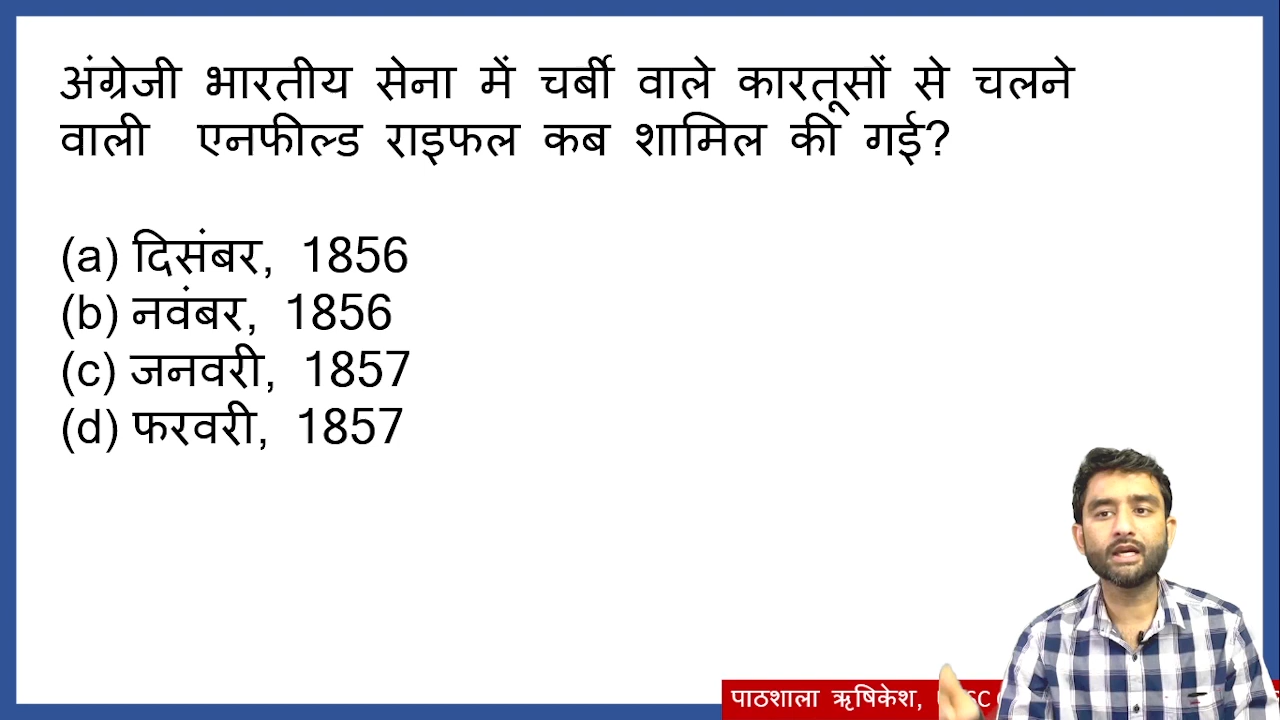 अंग्रेजी भारतीय सेना में चर्बी वाले कारतूसों से चलने
वाली एनफील्ड राइफल कब शामिल की गई?
(a) दिसंबर, 1856
(b) नवंबर, 1856
(c) जनवरी, 1857
(d) फरवरी, 1857
पाठशाला ऋषिकेश,